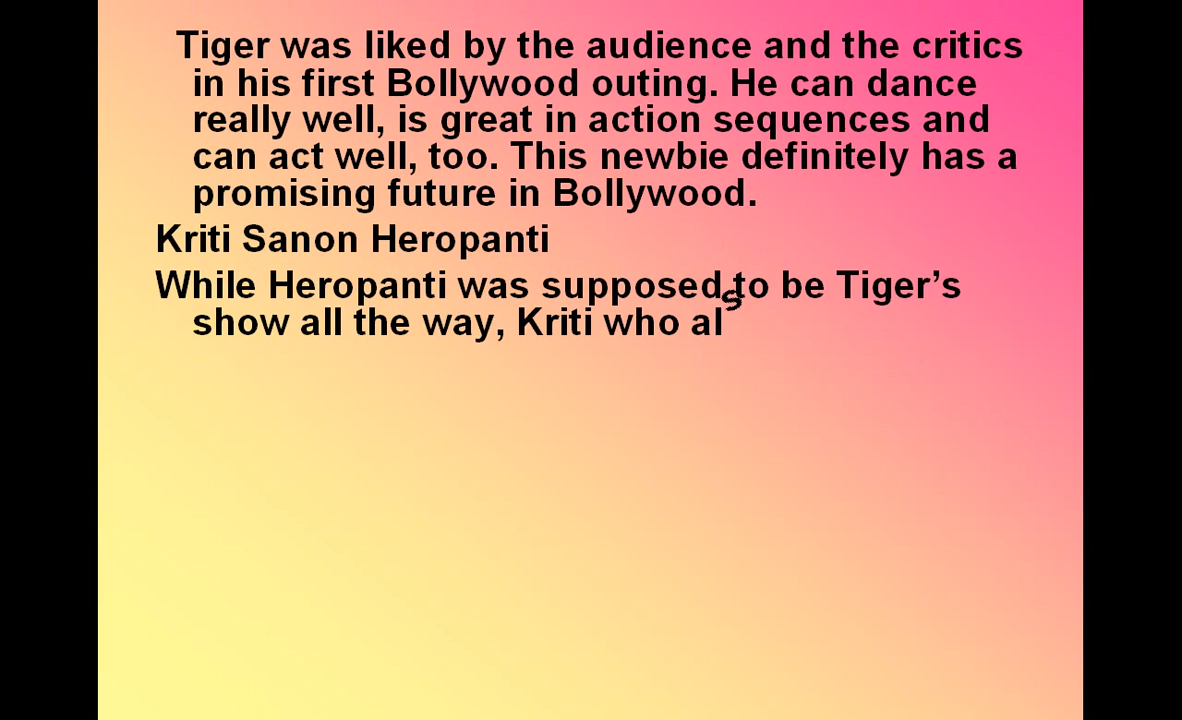 Tiger was liked by the audience and the critics
in his first Bollywood outing. He can dance
really well, is great in action sequences and
can act well, too. This newbie definitely has a
promising future in Bollywood.
Kriti Sanon Heropanti
While Heropanti was supposed to be Tiger’s
show all the way, Kriti who als